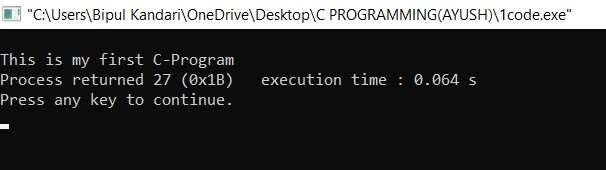 "C:\Users\Bipul Kandari\OneDrive\Desktop\C PROGRAMMING(AYUSH)\1code.exe"
This is my first C-Program
Process returned 27 (0x1B)   execution time : 0.064 s
Press any key to continue.